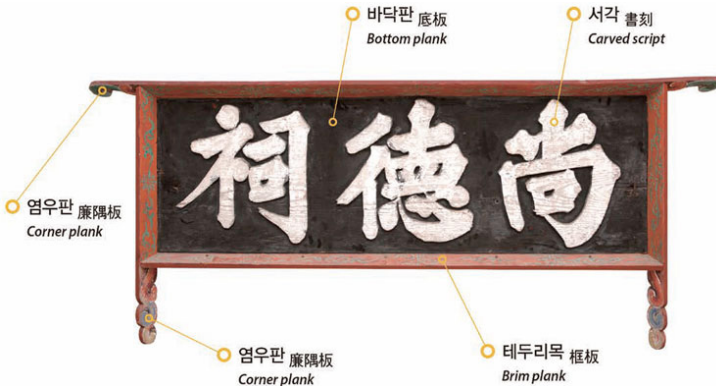 바닥판 底板
Bottom plank
서각 書刻
Carved script
祠德尚
염우판 廉隅板
Corner plank
염우판 廉隅板
Corner plank
테두리목 框板
Brim plank